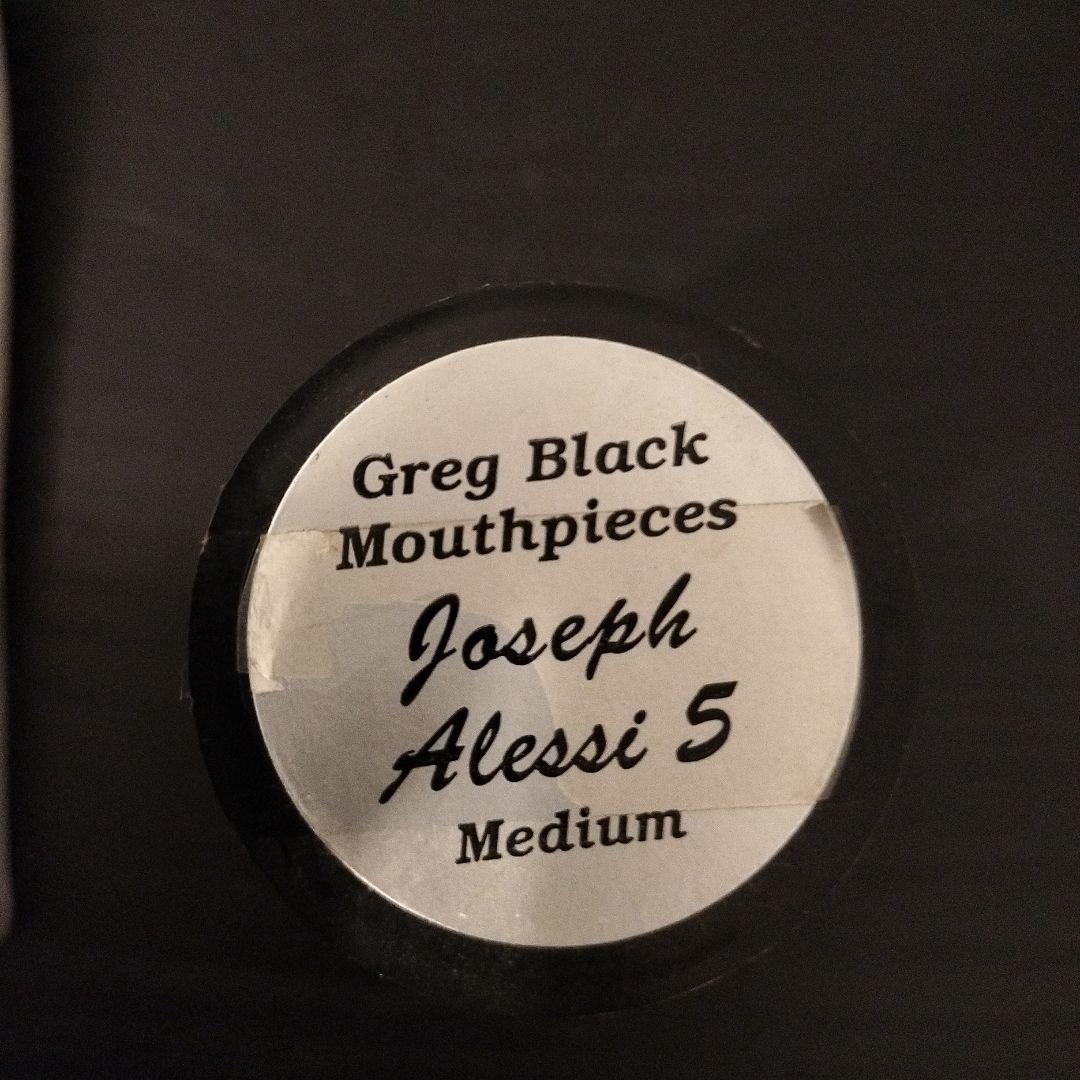 Greg Black
Mouthpieces
Joseph
Alessi 5
Medium